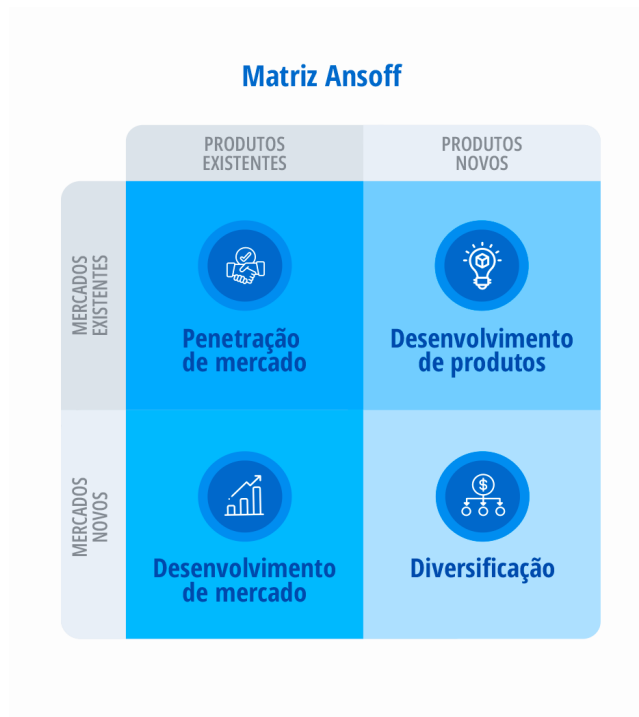 Matriz Ansoff
PRODUTOS
EXISTENTES
PRODUTOS
NOVOS
MERCADOS
EXISTENTES
Penetração
de mercado
Desenvolvimento
de produtos
MERCADOS
NOVOS
Desenvolvimento
de mercado
Diversificação
$